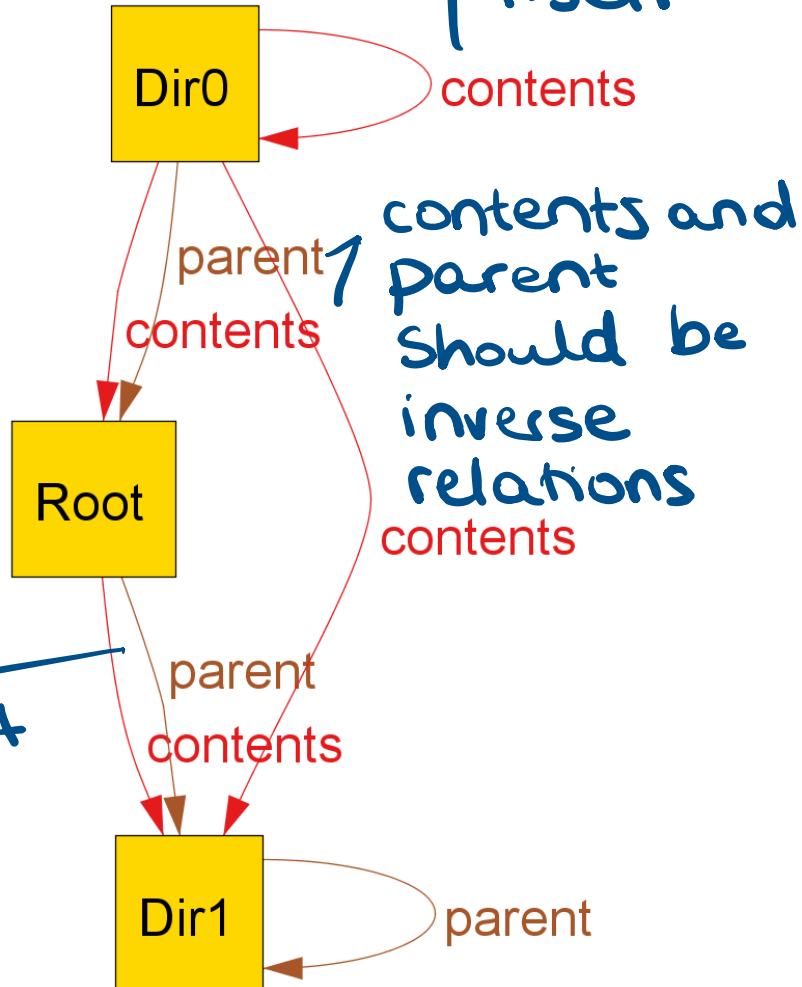 Dir0
contents
contents and
parent
parent
contents
should be
inverse
Root
relations
contents
parent
contents
Dir1
parent